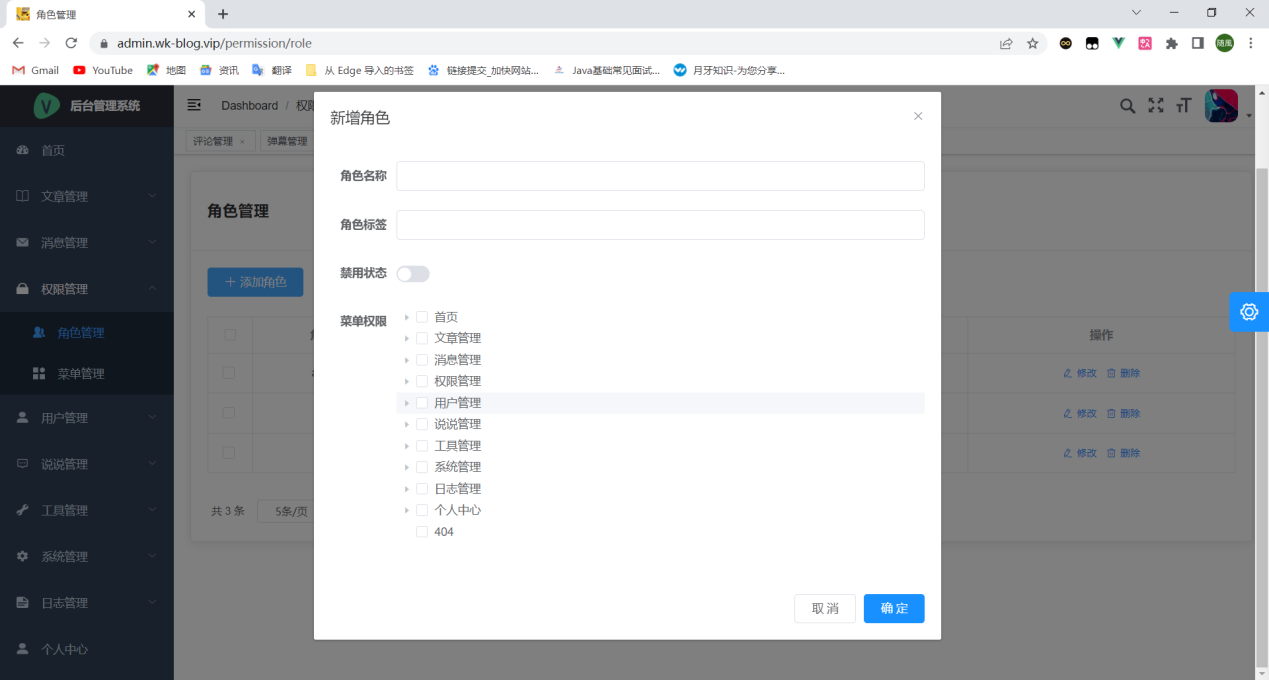 角色管理
admin.wk-blog.vip/permission/role
随風
Gmail
YouTube
地图
资讯
翻译
从 Edge 导入的书签
链接提交_加快网站...
Java基础常见面试...
月牙知识-为您分享...
V
后台管理系统
Dashboard / 权限
评论管理 ×
弹幕管理
首页
文章管理
消息管理
权限管理
角色管理
菜单管理
用户管理
说说管理
工具管理
系统管理
日志管理
个人中心
角色管理
+ 添加角色
操作
修改 删除
修改 删除
修改 删除
共 3 条
5条/页
新增角色
角色名称
角色标签
禁用状态
菜单权限
首页
文章管理
消息管理
权限管理
用户管理
说说管理
工具管理
系统管理
日志管理
个人中心
404
取 消
确 定